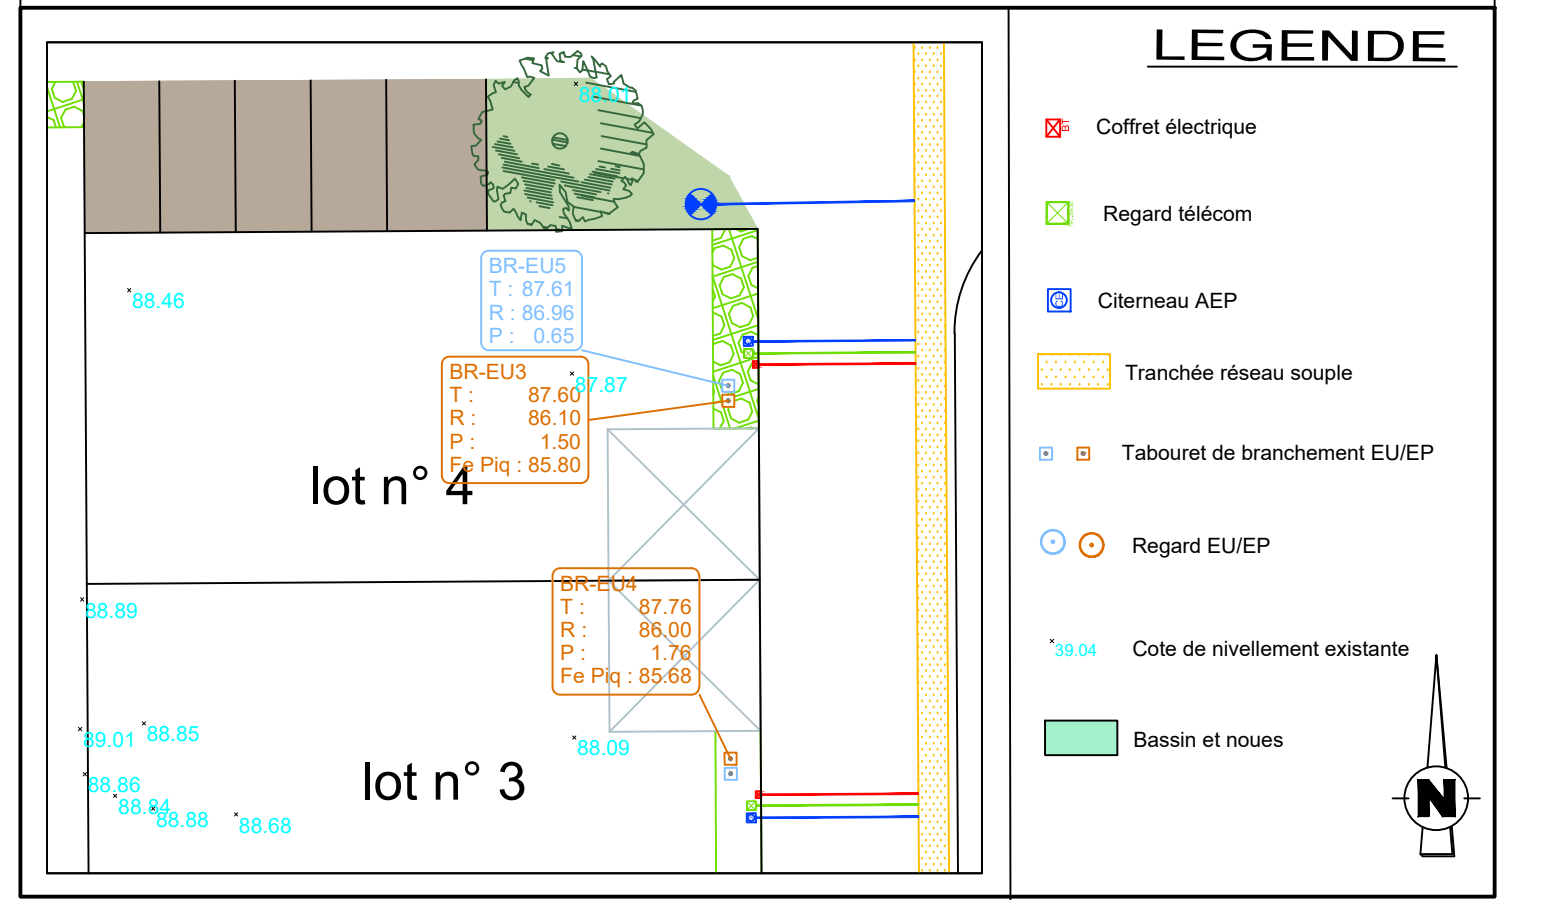 LEGENDE
BT
Coffret électrique
Regard télécom
Citerneau AEP
Tranchée réseau souple
Tabouret de branchement EU/EP
Regard EU/EP
39.04
Cote de nivellement existante
Bassin et noues
N
88.01
88.46
BR-EU5
T : 87.61
R : 86.96
P : 0.65
BR-EU3
T : 87.60
R : 86.10
P : 1.50
Fe Piq : 85.80
87.87
lot n° 4
88.89
BR-EU4
T : 87.76
R : 86.00
P : 1.76
Fe Piq : 85.68
89.01
88.85
88.09
88.86
88.84
88.88
88.68
lot n° 3